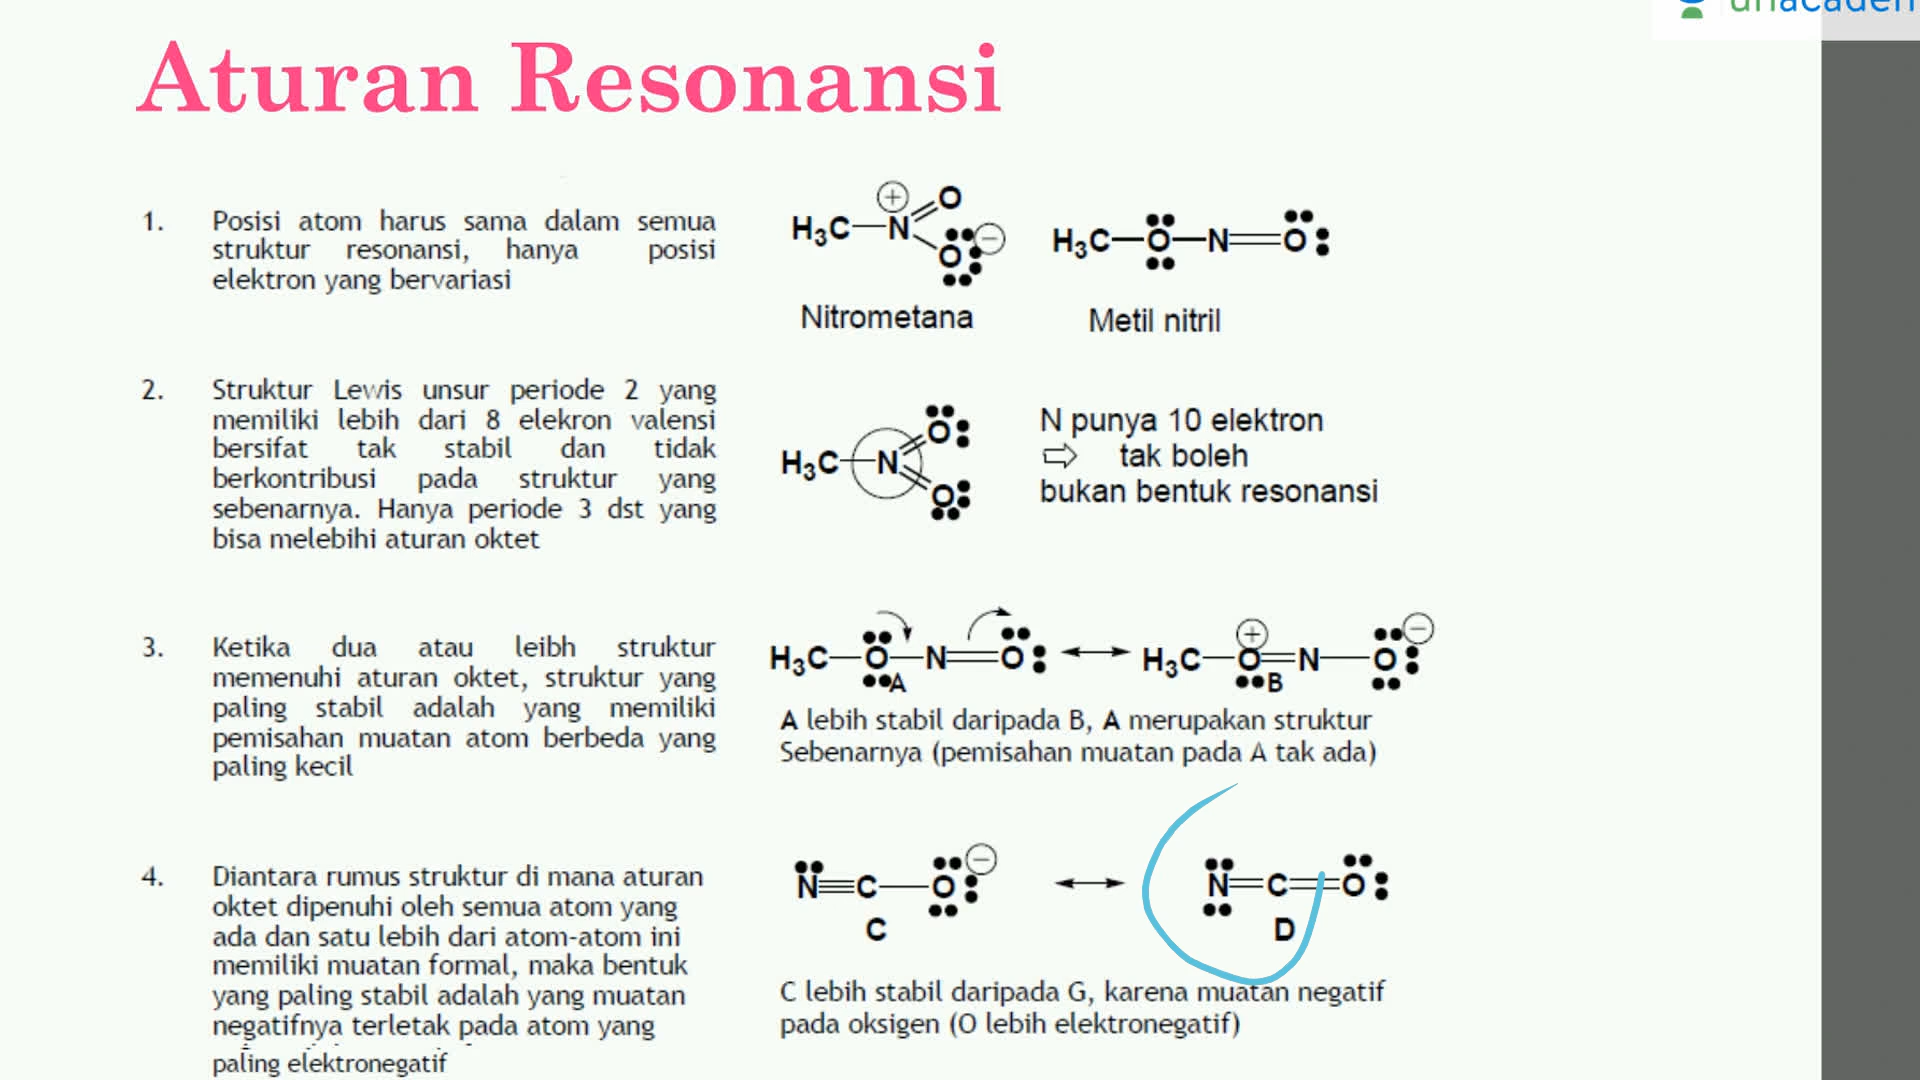 unacadem
Aturan Resonansi
1. Posisi atom harus sama dalam semua
struktur resonansi, hanya posisi
elektron yang bervariasi
H₃C—N
O
O
+
−
Nitrometana
H₃C—O—N=O
Metil nitril
2. Struktur Lewis unsur periode 2 yang
memiliki lebih dari 8 elekron valensi
bersifat tak stabil dan tidak
berkontribusi pada struktur yang
sebenarnya. Hanya periode 3 dst yang
bisa melebihi aturan oktet
H₃C—N
O
O
N punya 10 elektron
⇨ tak boleh
bukan bentuk resonansi
3. Ketika dua atau leibh struktur
memenuhi aturan oktet, struktur yang
paling stabil adalah yang memiliki
pemisahan muatan atom berbeda yang
paling kecil
H₃C—O—N=O ↔ H₃C—O=N—O
+
−
A
B
A lebih stabil daripada B, A merupakan struktur
Sebenarnya (pemisahan muatan pada A tak ada)
4. Diantara rumus struktur di mana aturan
oktet dipenuhi oleh semua atom yang
ada dan satu lebih dari atom-atom ini
memiliki muatan formal, maka bentuk
yang paling stabil adalah yang muatan
negatifnya terletak pada atom yang
paling elektronegatif
N≡C—O ↔ N=C=O
−
C
D
C lebih stabil daripada G, karena muatan negatif
pada oksigen (O lebih elektronegatif)